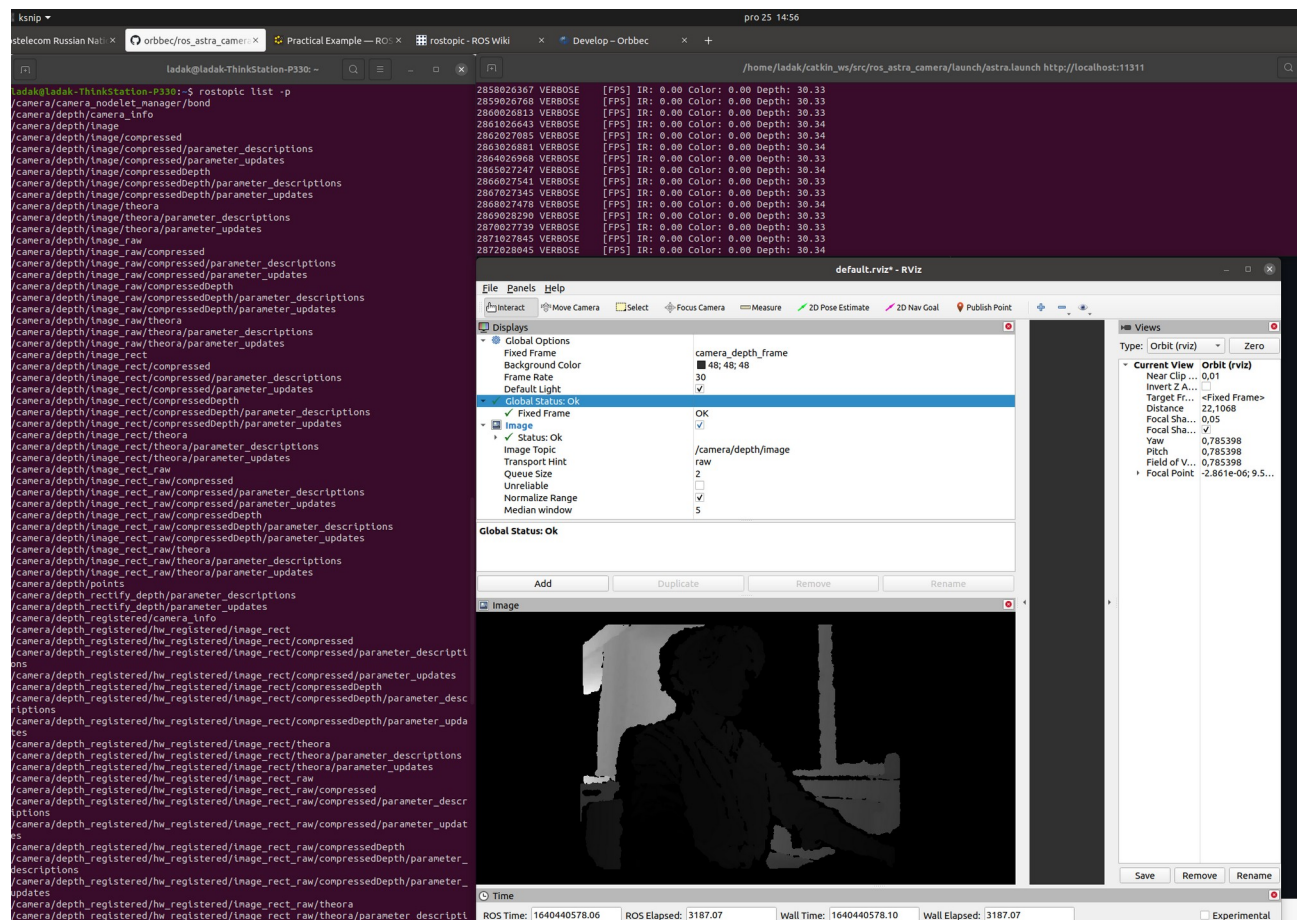 ksnip
pro 25 14:56
ostelecom Russian Nati
orbbec/ros_astra_camera
Practical Example — ROS
rostopic - ROS Wiki
Develop – Orbbec
ladak@ladak-ThinkStation-P330: ~
ladak@ladak-ThinkStation-P330:~$ rostopic list -p
/camera/camera_nodelet_manager/bond
/camera/depth/camera_info
/camera/depth/image
/camera/depth/image/compressed
/camera/depth/image/compressed/parameter_descriptions
/camera/depth/image/compressed/parameter_updates
/camera/depth/image/compressedDepth
/camera/depth/image/compressedDepth/parameter_descriptions
/camera/depth/image/compressedDepth/parameter_updates
/camera/depth/image/theora
/camera/depth/image/theora/parameter_descriptions
/camera/depth/image/theora/parameter_updates
/camera/depth/image_raw
/camera/depth/image_raw/compressed
/camera/depth/image_raw/compressed/parameter_descriptions
/camera/depth/image_raw/compressed/parameter_updates
/camera/depth/image_raw/compressedDepth
/camera/depth/image_raw/compressedDepth/parameter_descriptions
/camera/depth/image_raw/compressedDepth/parameter_updates
/camera/depth/image_raw/theora
/camera/depth/image_raw/theora/parameter_descriptions
/camera/depth/image_raw/theora/parameter_updates
/camera/depth/image_rect
/camera/depth/image_rect/compressed
/camera/depth/image_rect/compressed/parameter_descriptions
/camera/depth/image_rect/compressed/parameter_updates
/camera/depth/image_rect/compressedDepth
/camera/depth/image_rect/compressedDepth/parameter_descriptions
/camera/depth/image_rect/compressedDepth/parameter_updates
/camera/depth/image_rect/theora
/camera/depth/image_rect/theora/parameter_descriptions
/camera/depth/image_rect/theora/parameter_updates
/camera/depth/image_rect_raw
/camera/depth/image_rect_raw/compressed
/camera/depth/image_rect_raw/compressed/parameter_descriptions
/camera/depth/image_rect_raw/compressed/parameter_updates
/camera/depth/image_rect_raw/compressedDepth
/camera/depth/image_rect_raw/compressedDepth/parameter_descriptions
/camera/depth/image_rect_raw/compressedDepth/parameter_updates
/camera/depth/image_rect_raw/theora
/camera/depth/image_rect_raw/theora/parameter_descriptions
/camera/depth/image_rect_raw/theora/parameter_updates
/camera/depth/points
/camera/depth_rectify_depth/parameter_descriptions
/camera/depth_rectify_depth/parameter_updates
/camera/depth_registered/camera_info
/camera/depth_registered/hw_registered/image_rect
/camera/depth_registered/hw_registered/image_rect/compressed
/camera/depth_registered/hw_registered/image_rect/compressed/parameter_descripti
ons
/camera/depth_registered/hw_registered/image_rect/compressed/parameter_updates
/camera/depth_registered/hw_registered/image_rect/compressedDepth
/camera/depth_registered/hw_registered/image_rect/compressedDepth/parameter_desc
riptions
/camera/depth_registered/hw_registered/image_rect/compressedDepth/parameter_upda
tes
/camera/depth_registered/hw_registered/image_rect/theora
/camera/depth_registered/hw_registered/image_rect/theora/parameter_descriptions
/camera/depth_registered/hw_registered/image_rect/theora/parameter_updates
/camera/depth_registered/hw_registered/image_rect_raw
/camera/depth_registered/hw_registered/image_rect_raw/compressed
/camera/depth_registered/hw_registered/image_rect_raw/compressed/parameter_descr
iptions
/camera/depth_registered/hw_registered/image_rect_raw/compressed/parameter_updat
es
/camera/depth_registered/hw_registered/image_rect_raw/compressedDepth
/camera/depth_registered/hw_registered/image_rect_raw/compressedDepth/parameter_
descriptions
/camera/depth_registered/hw_registered/image_rect_raw/compressedDepth/parameter_
updates
/camera/depth_registered/hw_registered/image_rect_raw/theora
/camera/depth_registered/hw_registered/image_rect_raw/theora/parameter_descripti
/home/ladak/catkin_ws/src/ros_astra_camera/launch/astra.launch http://localhost:11311
2858026367 VERBOSE [FPS] IR: 0.00 Color: 0.00 Depth: 30.33
2859026768 VERBOSE [FPS] IR: 0.00 Color: 0.00 Depth: 30.33
2860026813 VERBOSE [FPS] IR: 0.00 Color: 0.00 Depth: 30.33
2861026643 VERBOSE [FPS] IR: 0.00 Color: 0.00 Depth: 30.34
2862027085 VERBOSE [FPS] IR: 0.00 Color: 0.00 Depth: 30.34
2863026881 VERBOSE [FPS] IR: 0.00 Color: 0.00 Depth: 30.34
2864026968 VERBOSE [FPS] IR: 0.00 Color: 0.00 Depth: 30.33
2865027247 VERBOSE [FPS] IR: 0.00 Color: 0.00 Depth: 30.34
2866027541 VERBOSE [FPS] IR: 0.00 Color: 0.00 Depth: 30.33
2867027345 VERBOSE [FPS] IR: 0.00 Color: 0.00 Depth: 30.33
2868027478 VERBOSE [FPS] IR: 0.00 Color: 0.00 Depth: 30.34
2869028290 VERBOSE [FPS] IR: 0.00 Color: 0.00 Depth: 30.33
2870027739 VERBOSE [FPS] IR: 0.00 Color: 0.00 Depth: 30.33
2871027845 VERBOSE [FPS] IR: 0.00 Color: 0.00 Depth: 30.33
2872028045 VERBOSE [FPS] IR: 0.00 Color: 0.00 Depth: 30.34
default.rviz* - RViz
File Panels Help
Interact Move Camera Select Focus Camera Measure 2D Pose Estimate 2D Nav Goal Publish Point
Displays
Global Options
Fixed Frame camera_depth_frame
Background Color 48; 48; 48
Frame Rate 30
Default Light
Global Status: Ok
Fixed Frame OK
Image
Status: Ok
Image Topic /camera/depth/image
Transport Hint raw
Queue Size 2
Unreliable
Normalize Range
Median window 5
Global Status: Ok
Add Duplicate Remove Rename
Image
Views
Type: Orbit (rviz) Zero
Current View Orbit (rviz)
Near Clip ... 0,01
Invert Z A...
Target Fr... <Fixed Frame>
Distance 22,1068
Focal Sha... 0,05
Focal Sha...
Yaw 0,785398
Pitch 0,785398
Field of V... 0,785398
Focal Point -2.861e-06; 9.5...
Save Remove Rename
Time
ROS Time: 1640440578.06 ROS Elapsed: 3187.07 Wall Time: 1640440578.10 Wall Elapsed: 3187.07 Experimental